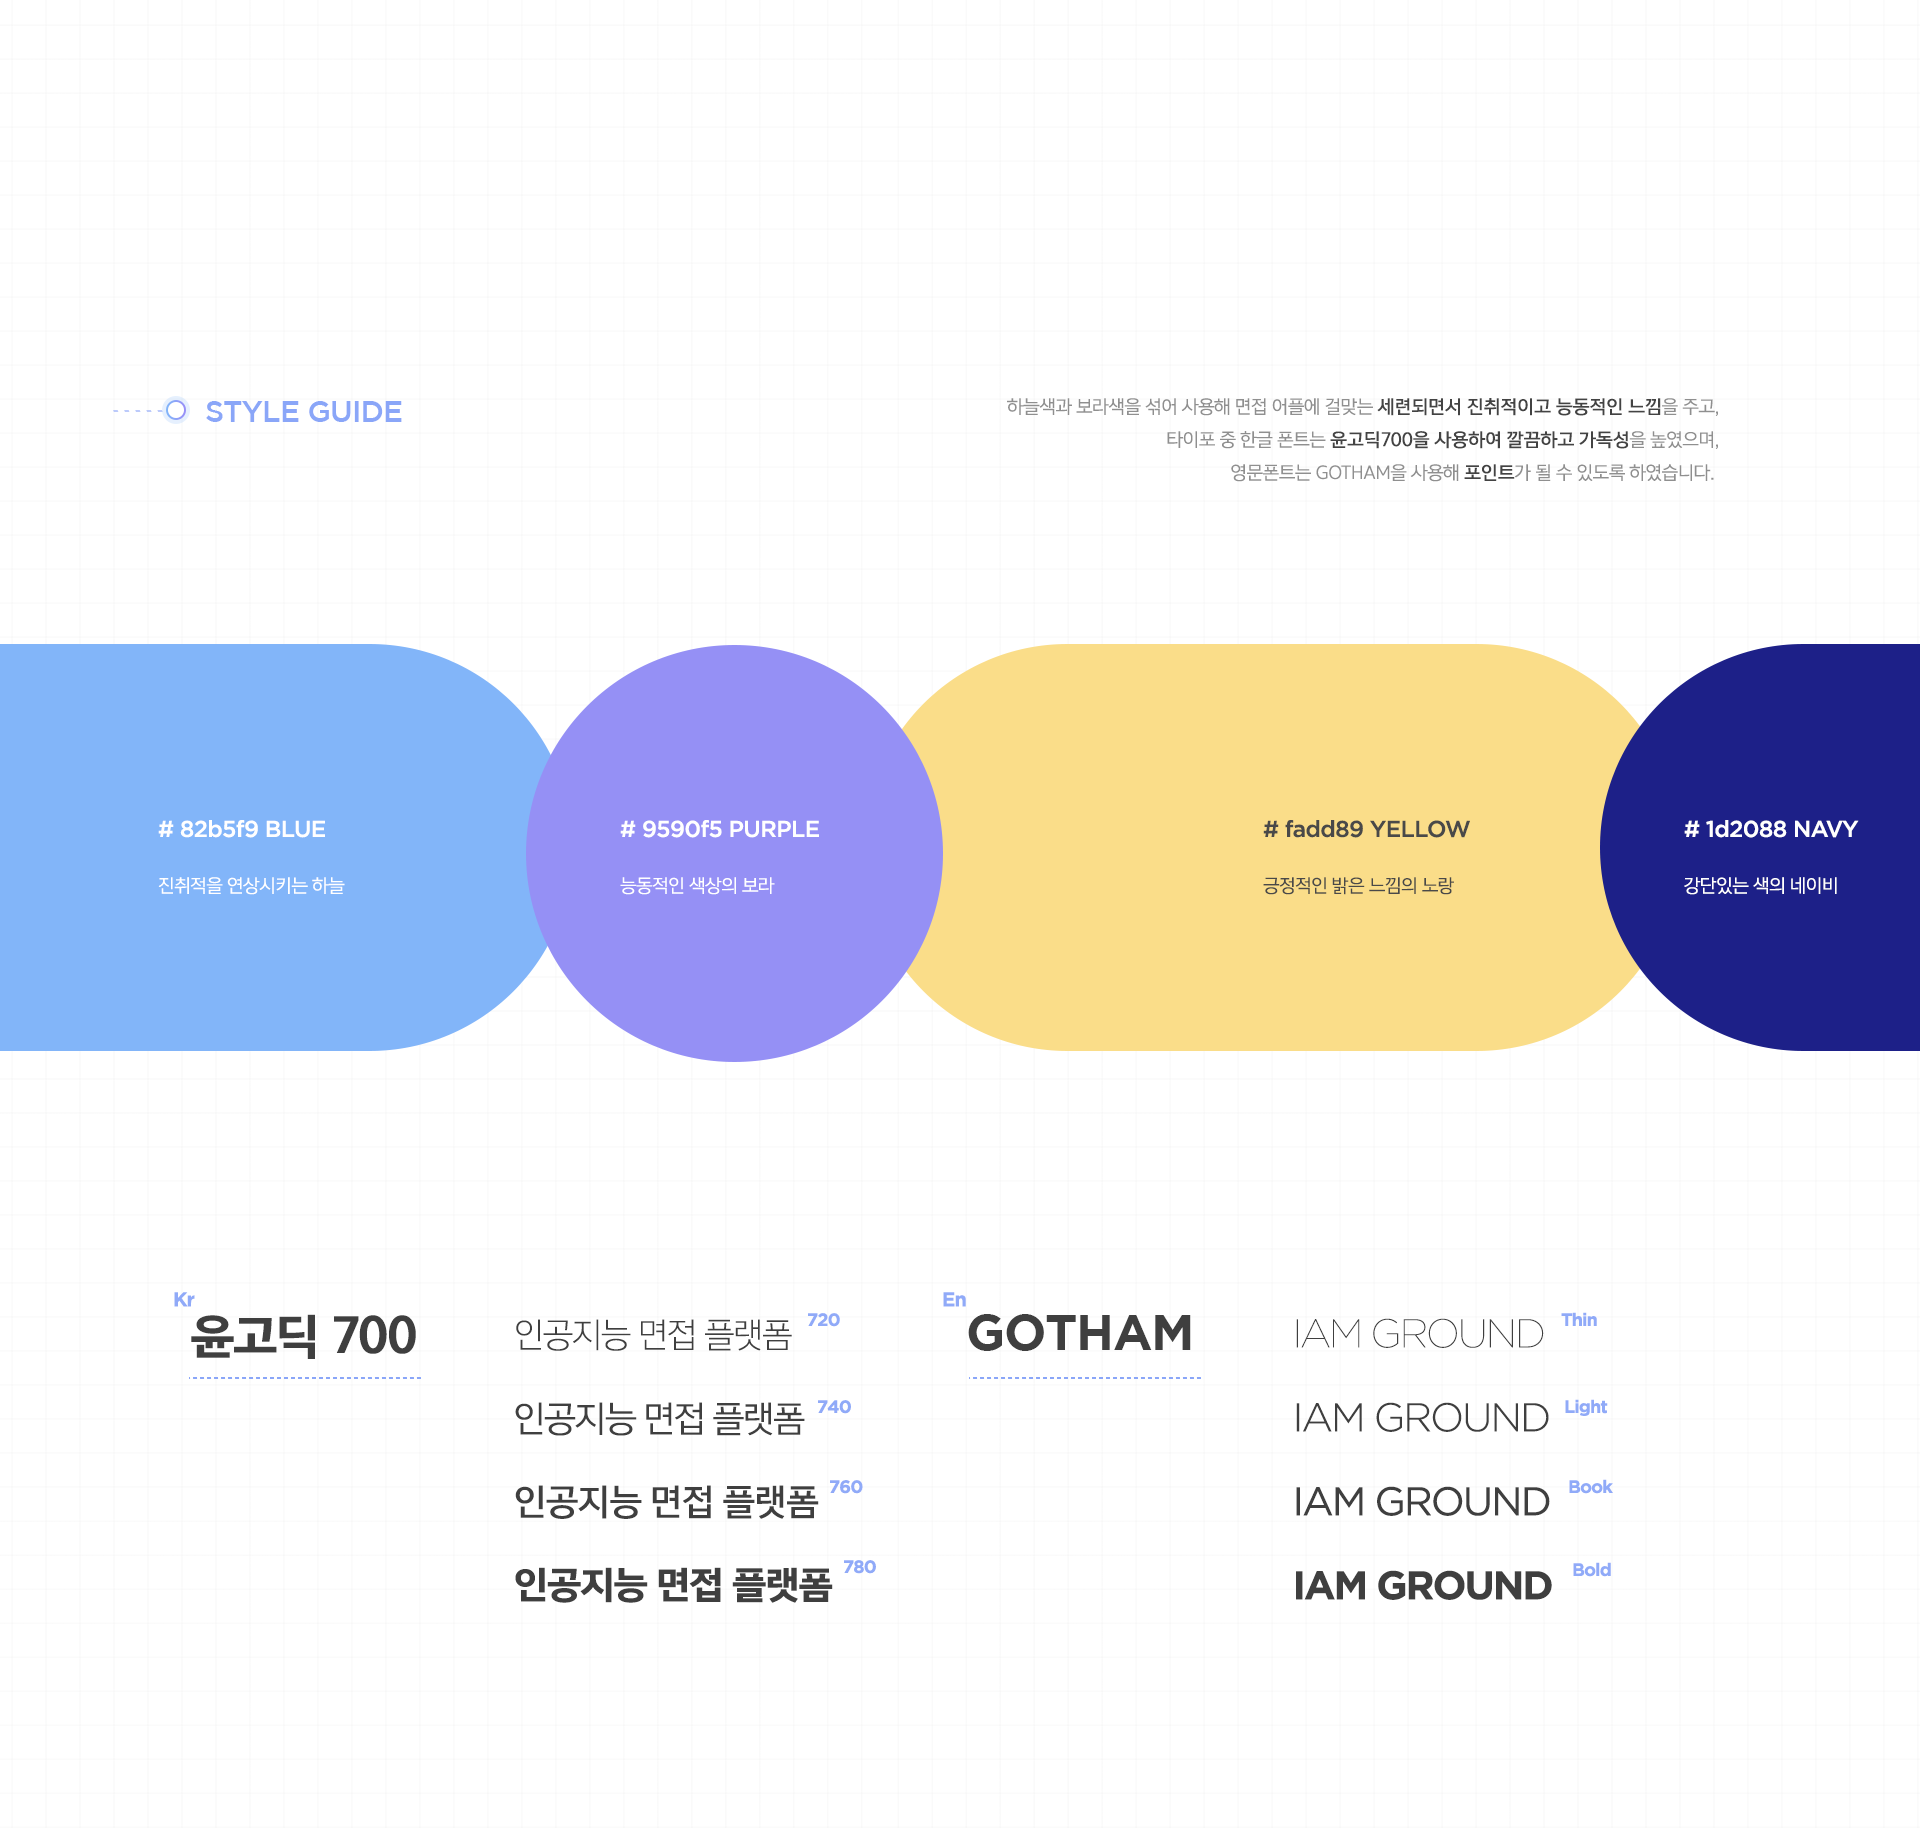 STYLE GUIDE
하늘색과 보라색을 섞어 사용해 면접 어플에 걸맞는 세련되면서 진취적이고 능동적인 느낌을 주고,
타이포 중 한글 폰트는 윤고딕700을 사용하여 깔끔하고 가독성을 높였으며,
영문폰트는 GOTHAM을 사용해 포인트가 될 수 있도록 하였습니다.
# 82b5f9 BLUE
진취적을 연상시키는 하늘
# 9590f5 PURPLE
능동적인 색상의 보라
# fadd89 YELLOW
긍정적인 밝은 느낌의 노랑
# 1d2088 NAVY
강단있는 색의 네이비
Kr
윤고딕 700
인공지능 면접 플랫폼 720
인공지능 면접 플랫폼 740
인공지능 면접 플랫폼 760
인공지능 면접 플랫폼 780
En
GOTHAM
IAM GROUND Thin
IAM GROUND Light
IAM GROUND Book
IAM GROUND Bold